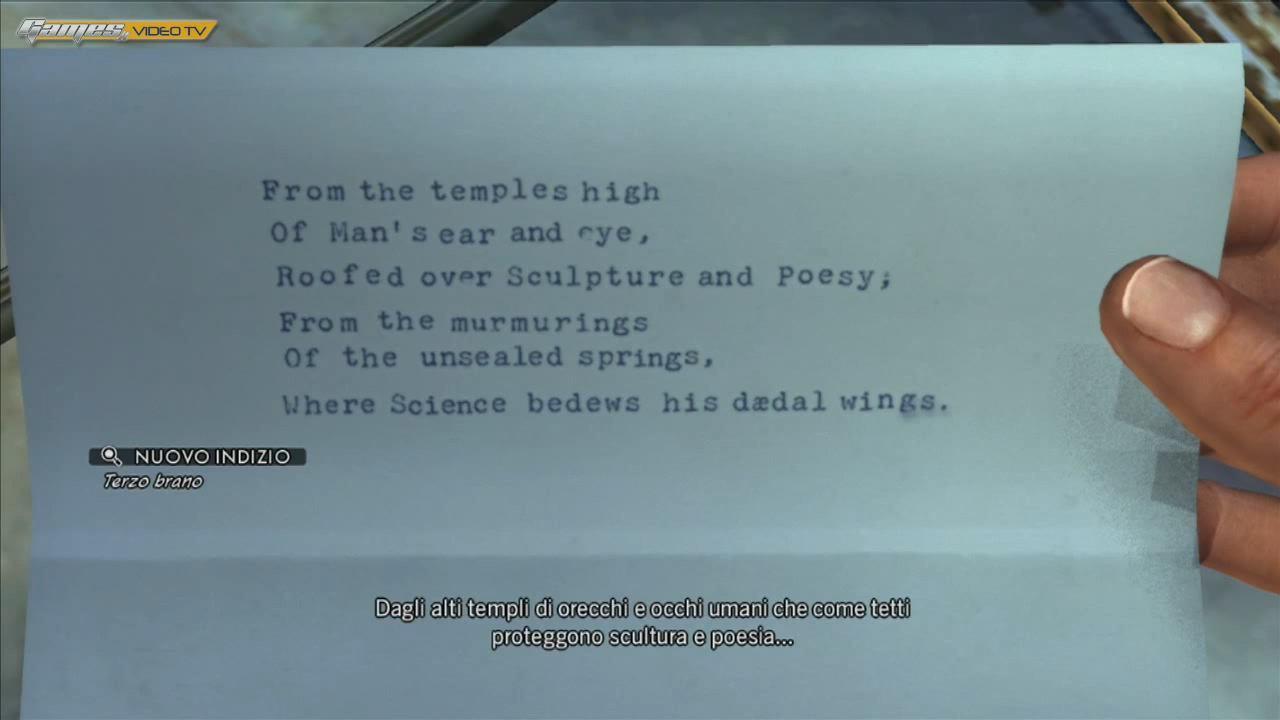 Games.it VIDEO TV
From the temples high
Of Man's ear and eye,
Roofed over Sculpture and Poesy;
From the murmurings
Of the unsealed springs,
Where Science bedews his dædal wings.
NUOVO INDIZIO
Terzo brano
Dagli alti templi di orecchi e occhi umani che come tetti
proteggono scultura e poesia...